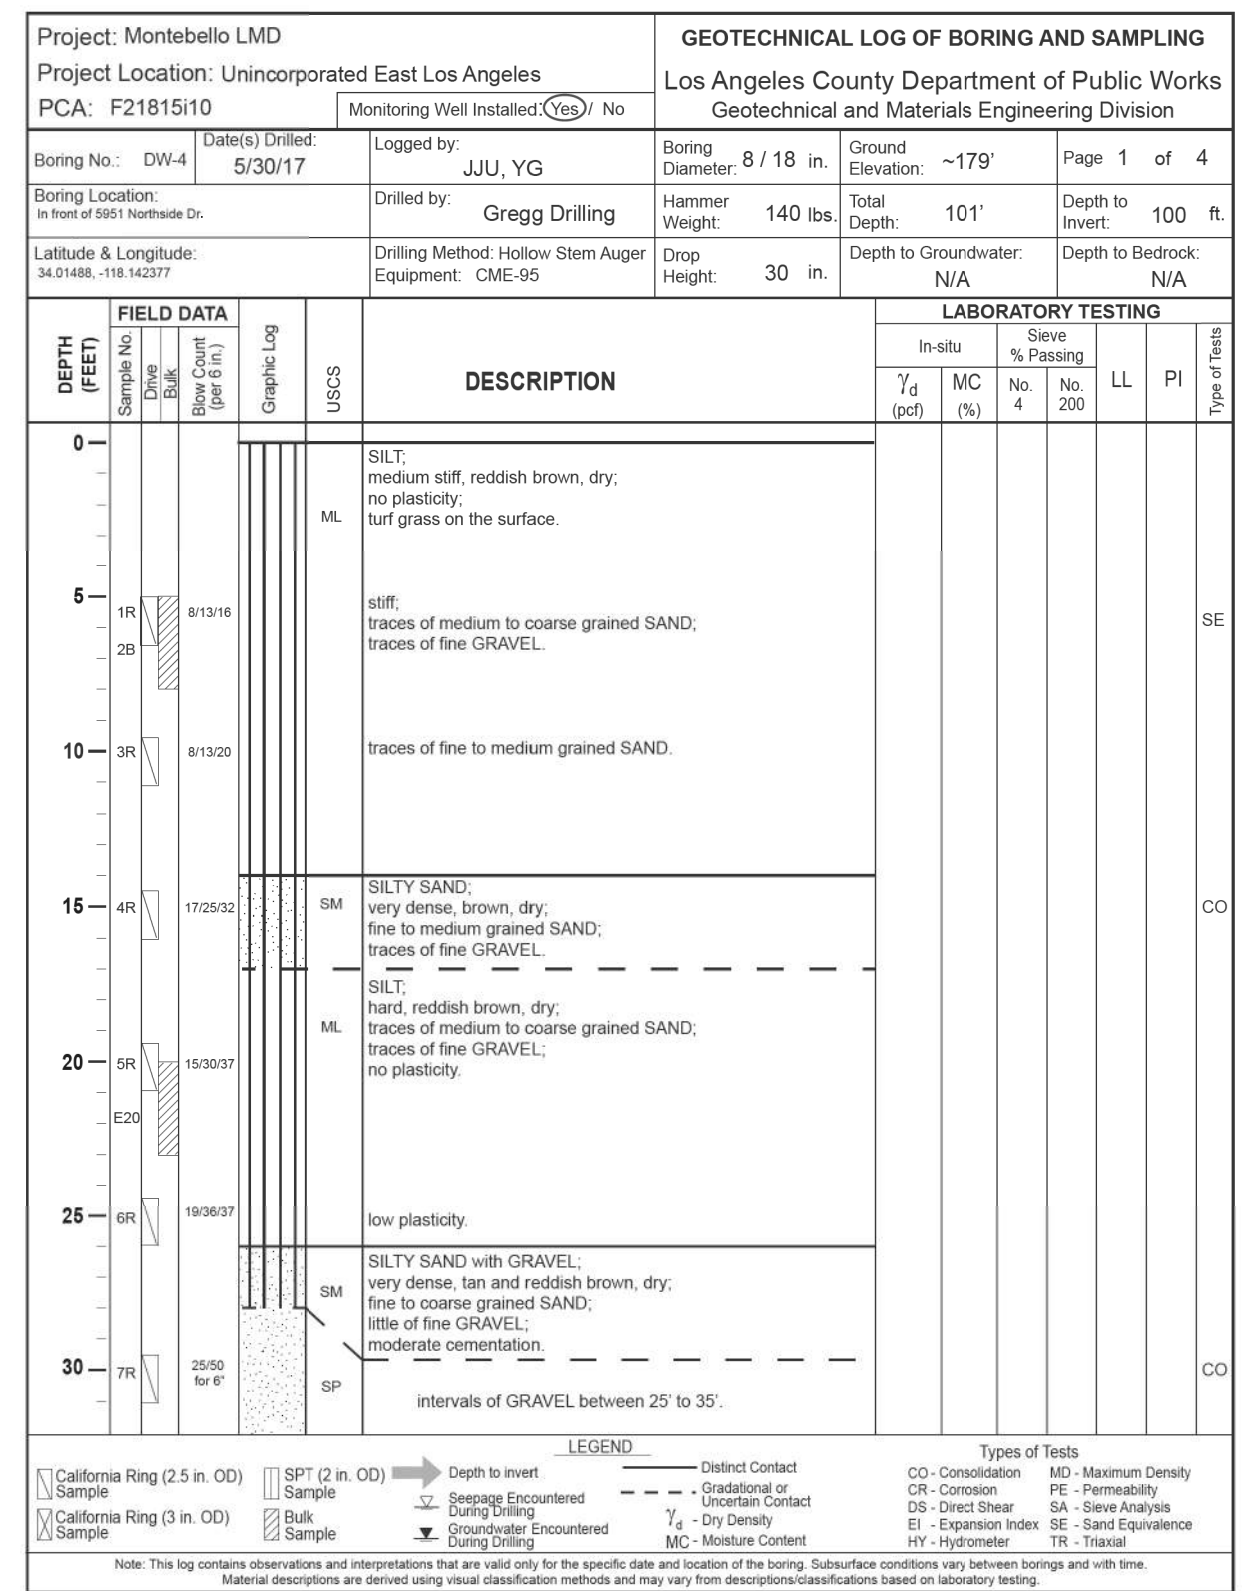 Project: Montebello LMD
Project Location: Unincorporated East Los Angeles
PCA: F21815i10
Monitoring Well Installed: Yes / No
GEOTECHNICAL LOG OF BORING AND SAMPLING
Los Angeles County Department of Public Works
Geotechnical and Materials Engineering Division
Boring No.: DW-4
Date(s) Drilled: 5/30/17
Logged by: JJU, YG
Boring Diameter: 8 / 18 in.
Ground Elevation: ~179'
Page 1 of 4
Boring Location:
In front of 5951 Northside Dr.
Drilled by: Gregg Drilling
Hammer Weight: 140 lbs.
Total Depth: 101'
Depth to Invert: 100 ft.
Latitude & Longitude:
34.01488, -118.142377
Drilling Method: Hollow Stem Auger
Equipment: CME-95
Drop Height: 30 in.
Depth to Groundwater: N/A
Depth to Bedrock: N/A
DEPTH (FEET)
FIELD DATA
Sample No.
Drive
Bulk
Blow Count (per 6 in.)
Graphic Log
USCS
DESCRIPTION
LABORATORY TESTING
In-situ
γd (pcf)
MC (%)
Sieve % Passing
No. 4
No. 200
LL
PI
Type of Tests
0
SILT;
medium stiff, reddish brown, dry;
no plasticity;
ML
turf grass on the surface.
5
1R
8/13/16
stiff;
traces of medium to coarse grained SAND;
SE
traces of fine GRAVEL.
2B
10
3R
8/13/20
traces of fine to medium grained SAND.
SILTY SAND;
15
4R
17/25/32
SM
very dense, brown, dry;
CO
fine to medium grained SAND;
traces of fine GRAVEL.
SILT;
hard, reddish brown, dry;
ML
traces of medium to coarse grained SAND;
traces of fine GRAVEL;
20
5R
15/30/37
no plasticity.
E20
25
6R
19/36/37
low plasticity.
SILTY SAND with GRAVEL;
very dense, tan and reddish brown, dry;
SM
fine to coarse grained SAND;
little of fine GRAVEL;
moderate cementation.
30
7R
25/50
for 6"
CO
SP
intervals of GRAVEL between 25' to 35'.
LEGEND
California Ring (2.5 in. OD) Sample
California Ring (3 in. OD) Sample
SPT (2 in. OD) Sample
Bulk Sample
Depth to invert
Seepage Encountered During Drilling
Groundwater Encountered During Drilling
Distinct Contact
Gradational or Uncertain Contact
γd - Dry Density
MC - Moisture Content
Types of Tests
CO - Consolidation
CR - Corrosion
DS - Direct Shear
EI - Expansion Index
HY - Hydrometer
MD - Maximum Density
PE - Permeability
SA - Sieve Analysis
SE - Sand Equivalence
TR - Triaxial
Note: This log contains observations and interpretations that are valid only for the specific date and location of the boring. Subsurface conditions vary between borings and with time.
Material descriptions are derived using visual classification methods and may vary from descriptions/classifications based on laboratory testing.